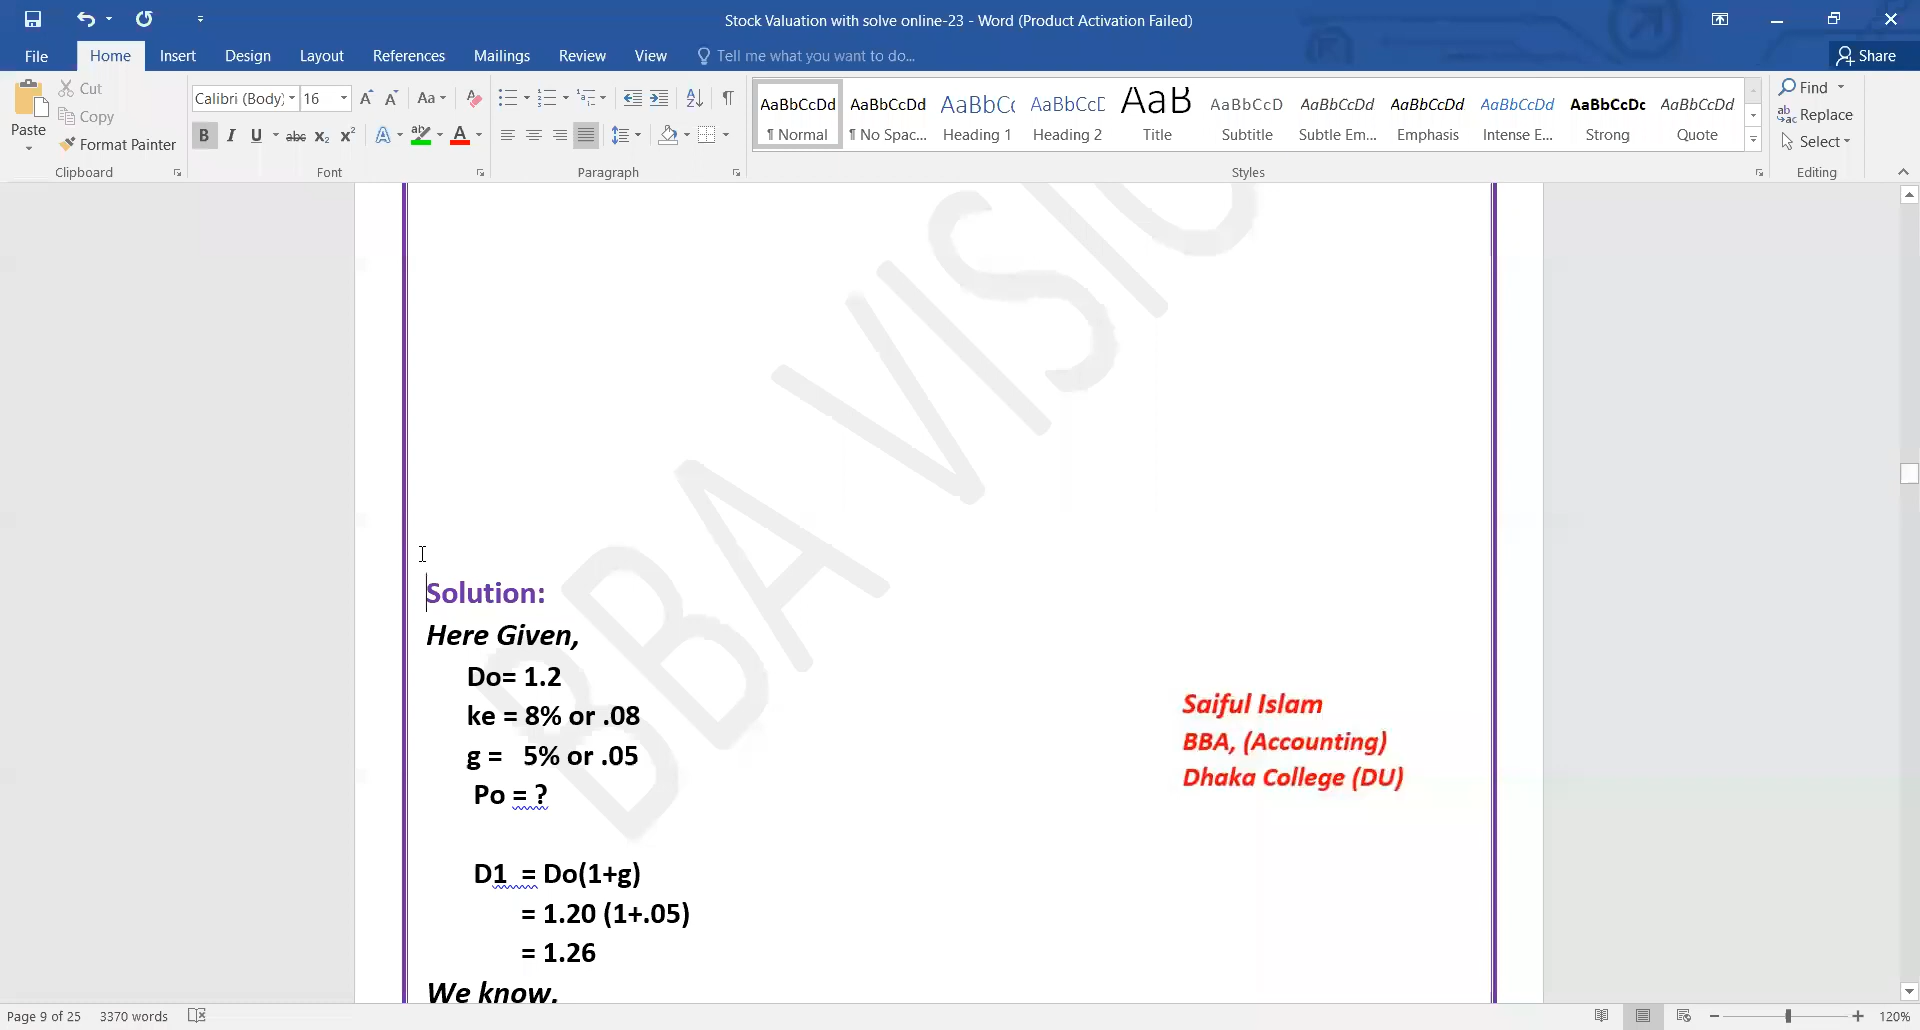 Stock Valuation with solve online-23 - Word (Product Activation Failed)
File Home Insert Design Layout References Mailings Review View Tell me what you want to do... Share
Paste
Cut
Copy
Format Painter
Clipboard
Calibri (Body) 16
Font
Paragraph
AaBbCcDd AaBbCcDd AaBbCc AaBbCcD AaB AaBbCcD AaBbCcDd AaBbCcDd AaBbCcDd AaBbCcDc AaBbCcDd
¶ Normal ¶ No Spac... Heading 1 Heading 2 Title Subtitle Subtle Em... Emphasis Intense E... Strong Quote
Styles
Find
Replace
Select
Editing
BBA VISIO
Solution:
Here Given,
Do= 1.2
ke = 8% or .08
g = 5% or .05
Po = ?
Saiful Islam
BBA, (Accounting)
Dhaka College (DU)
D1 = Do(1+g)
= 1.20 (1+.05)
= 1.26
We know,
Page 9 of 25 3370 words 120%